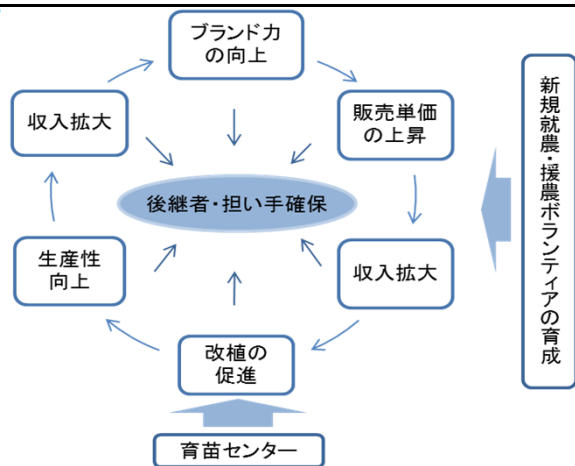 ブランド力
の向上
収入拡大
販売単価
の上昇
後継者・担い手確保
生産性
向上
収入拡大
改植の
促進
育苗センター
新規就農・援農ボランティアの育成